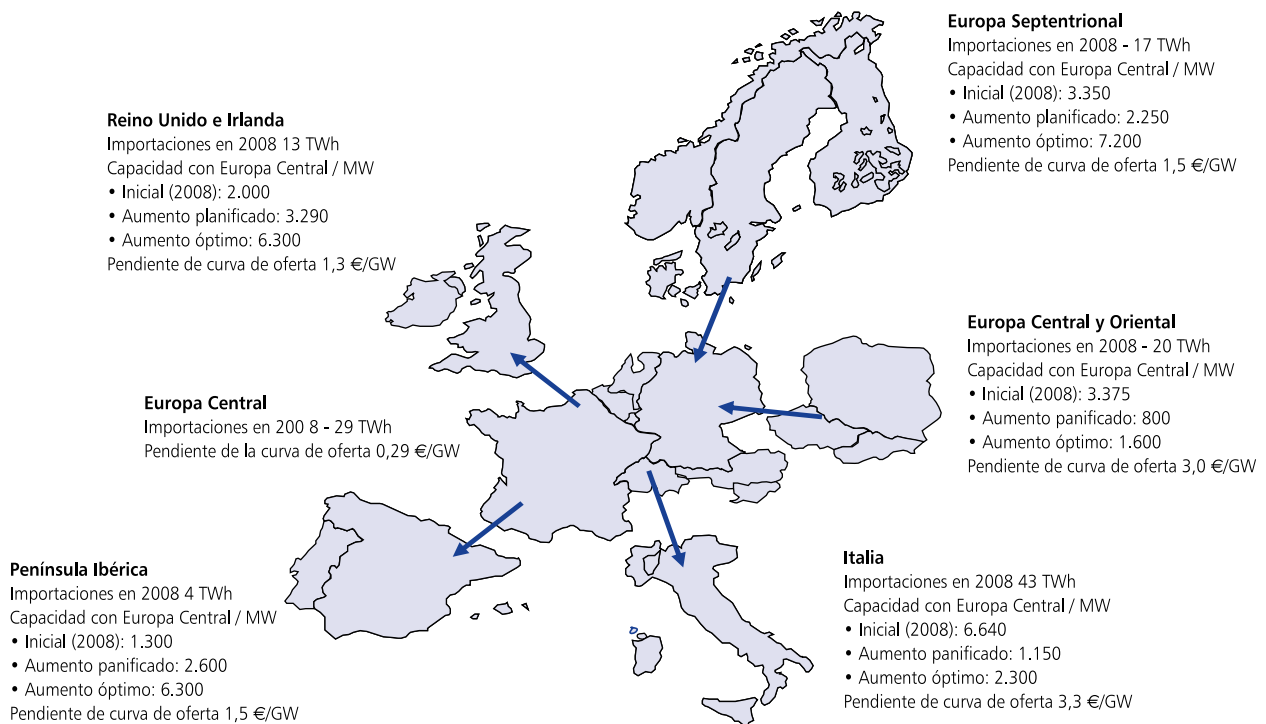 Europa Septentrional
Importaciones en 2008 - 17 TWh
Capacidad con Europa Central / MW
• Inicial (2008): 3.350
• Aumento planificado: 2.250
• Aumento óptimo: 7.200
Pendiente de curva de oferta 1,5 €/GW
Reino Unido e Irlanda
Importaciones en 2008 13 TWh
Capacidad con Europa Central / MW
• Inicial (2008): 2.000
• Aumento planificado: 3.290
• Aumento óptimo: 6.300
Pendiente de curva de oferta 1,3 €/GW
Europa Central y Oriental
Importaciones en 2008 - 20 TWh
Capacidad con Europa Central / MW
• Inicial (2008): 3.375
• Aumento panificado: 800
• Aumento óptimo: 1.600
Pendiente de curva de oferta 3,0 €/GW
Europa Central
Importaciones en 200 8 - 29 TWh
Pendiente de la curva de oferta 0,29 €/GW
Península Ibérica
Importaciones en 2008 4 TWh
Capacidad con Europa Central / MW
• Inicial (2008): 1.300
• Aumento panificado: 2.600
• Aumento óptimo: 6.300
Pendiente de curva de oferta 1,5 €/GW
Italia
Importaciones en 2008 43 TWh
Capacidad con Europa Central / MW
• Inicial (2008): 6.640
• Aumento panificado: 1.150
• Aumento óptimo: 2.300
Pendiente de curva de oferta 3,3 €/GW